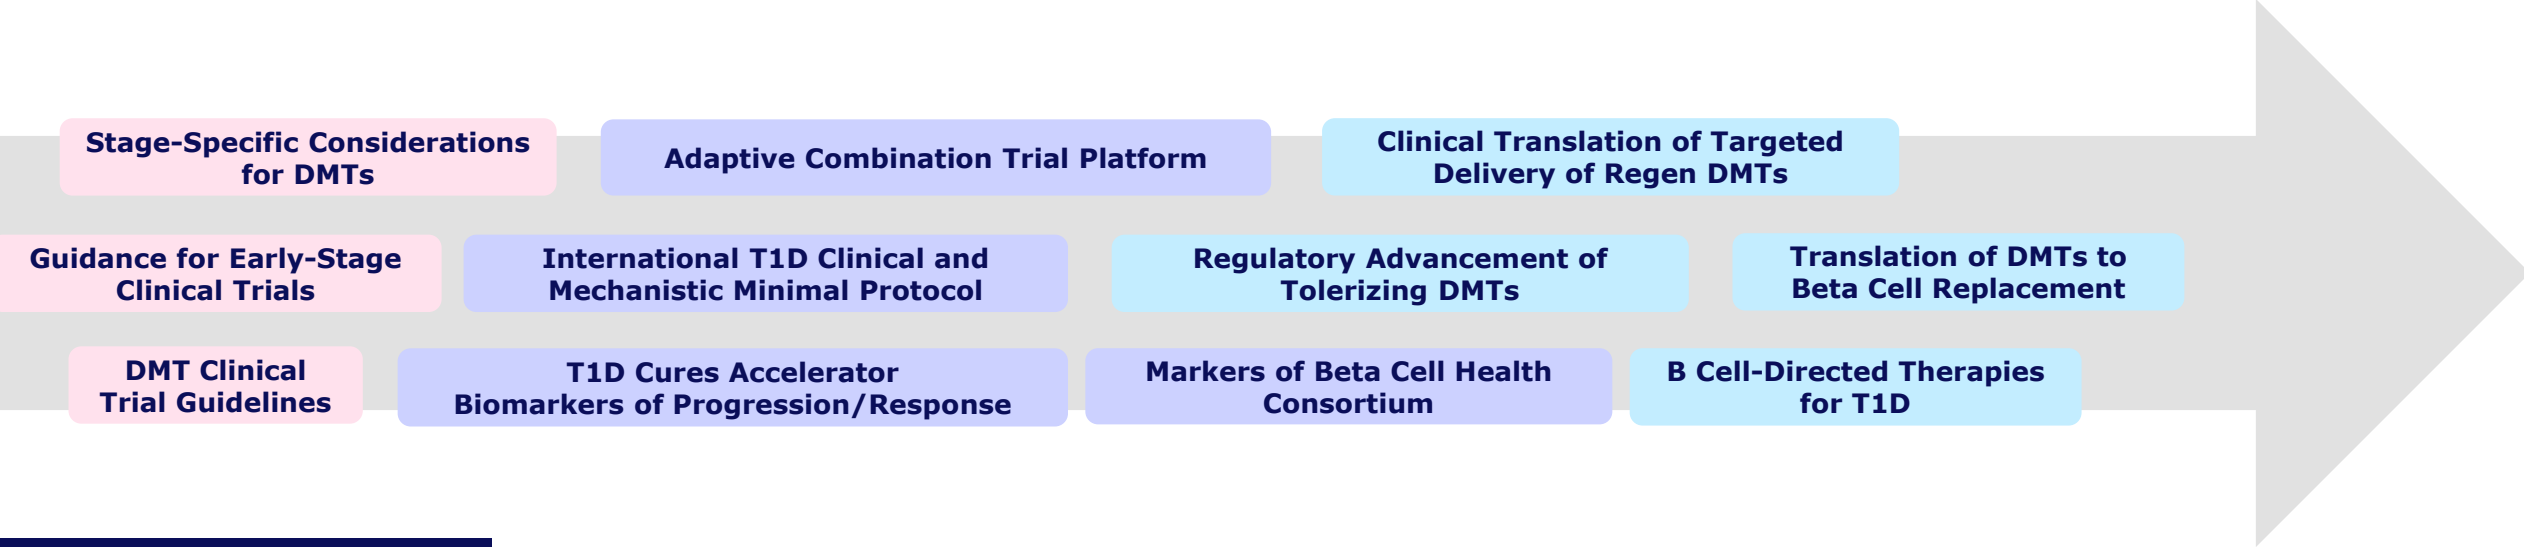 Stage-Specific Considerations
for DMTs
Adaptive Combination Trial Platform
Clinical Translation of Targeted
Delivery of Regen DMTs
Guidance for Early-Stage
Clinical Trials
International T1D Clinical and
Mechanistic Minimal Protocol
Regulatory Advancement of
Tolerizing DMTs
Translation of DMTs to
Beta Cell Replacement
DMT Clinical
Trial Guidelines
T1D Cures Accelerator
Biomarkers of Progression/Response
Markers of Beta Cell Health
Consortium
B Cell-Directed Therapies
for T1D